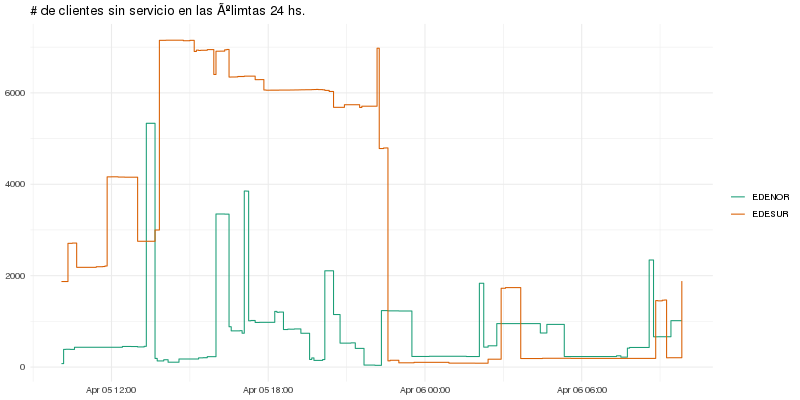 # de clientes sin servicio en las Ãºlimtas 24 hs.
6000
4000
2000
0
Apr 05 12:00
Apr 05 18:00
Apr 06 00:00
Apr 06 06:00
EDENOR
EDESUR